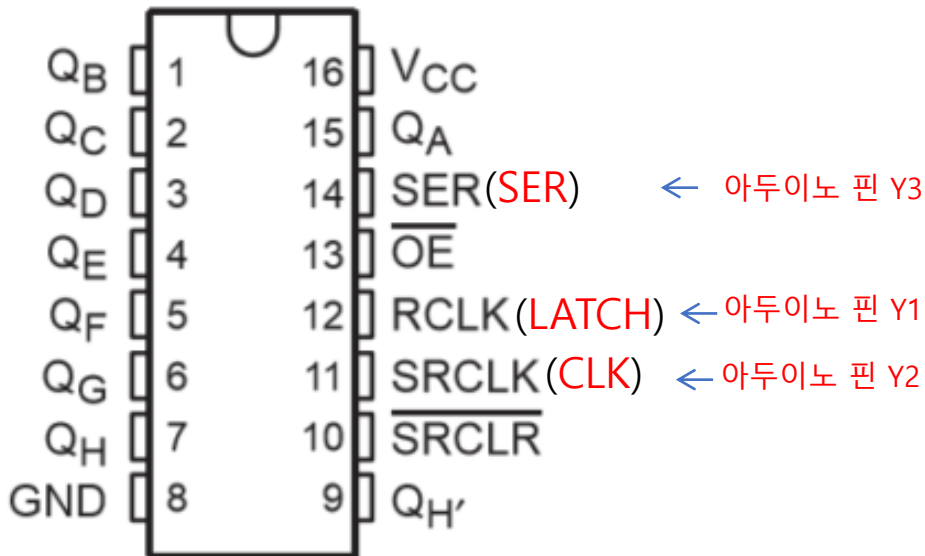 QB 1 16 VCC
QC 2 15 QA
QD 3 14 SER(SER) ← 아두이노 핀 Y3
QE 4 13 O̅E̅
QF 5 12 RCLK(LATCH) ← 아두이노 핀 Y1
QG 6 11 SRCLK(CLK) ← 아두이노 핀 Y2
QH 7 10 S̅R̅C̅L̅R̅
GND 8 9 QH′